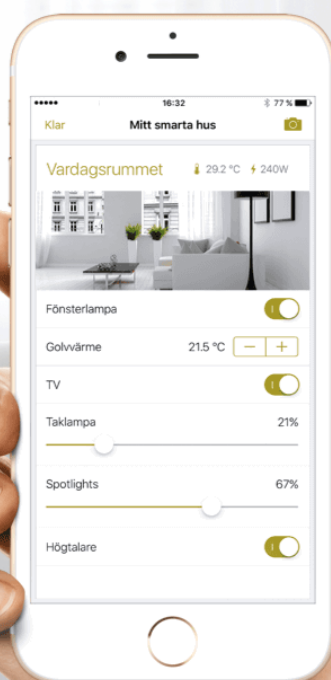 16:32
77 %
Klar
Mitt smarta hus
Vardagsrummet
29.2 °C
240W
Fönsterlampa
Golvvärme
21.5 °C
− +
TV
Taklampa
21%
Spotlights
67%
Högtalare